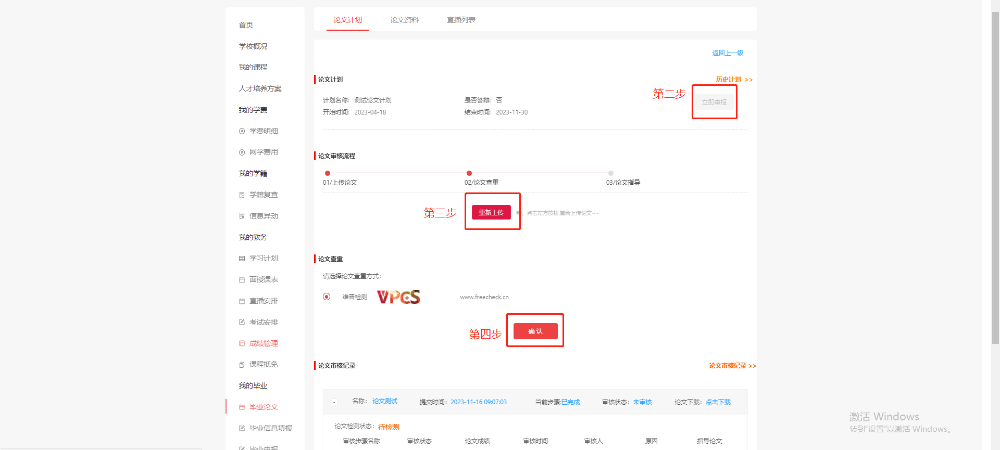 首页
学校概况
我的课程
人才培养方案
我的学费
学费明细
网学费用
我的学籍
学籍复查
信息异动
我的教务
学习计划
面授课表
直播安排
考试安排
成绩管理
课程抵免
我的毕业
毕业论文
毕业信息填报
毕业申报
论文计划 论文资料 直播列表
返回上一级
论文计划 历史计划 >>
计划名称: 测试论文计划 是否答辩: 否 第二步 立即申报
开始时间: 2023-04-18 结束时间: 2023-11-30
论文审核流程
01/上传论文 02/论文查重 03/论文指导
第三步 重新上传 点击左方按钮,重新上传论文~~
论文查重
请选择论文查重方式:
维普检测 VPCS www.freecheck.cn
第四步 确 认
论文审核记录 论文审核记录 >>
- 名称: 论文测试 提交时间: 2023-11-16 09:07:03 当前步骤:已完成 审核状态: 未审核 论文下载: 点击下载
论文检测状态: 待检测
审核步骤名称 审核状态 论文成绩 审核时间 审核人 原因 指导论文
激活 Windows
转到"设置"以激活 Windows。